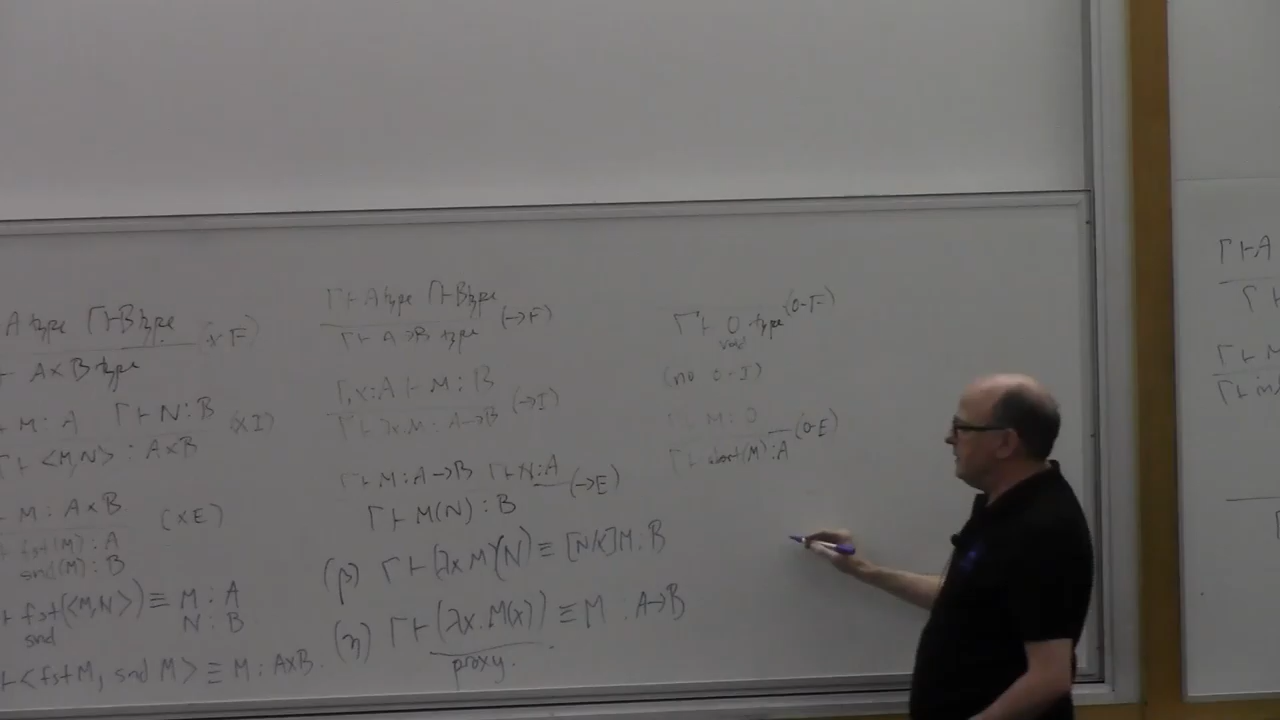 A type Γ⊢B type (×F)
⊢ A×B type
⊢ M : A Γ⊢N : B (×I)
Γ⊢ <M,N> : A×B
⊢ M : A×B (×E)
⊢ fst(M) : A
snd(M) : B
⊢ fst(<M,N>) ≡ M : A
snd N : B
⊢ <fst M, snd M> ≡ M : A×B
Γ⊢A type Γ⊢B type (→F)
Γ⊢ A→B type
Γ, x:A ⊢ M : B (→I)
Γ⊢ λx.M : A→B
Γ⊢ M : A→B Γ⊢N : A (→E)
Γ⊢ M(N) : B
(β) Γ⊢ (λx.M)(N) ≡ [N/x]M : B
(η) Γ⊢ (λx.M(x)) ≡ M : A→B
proxy.
Γ⊢ 0 type (0-F)
void
(no 0-I)
Γ⊢ M : 0 (0-E)
Γ⊢ abort(M) : A
Γ⊢A
Γ⊢
Γ⊢M
Γ⊢in